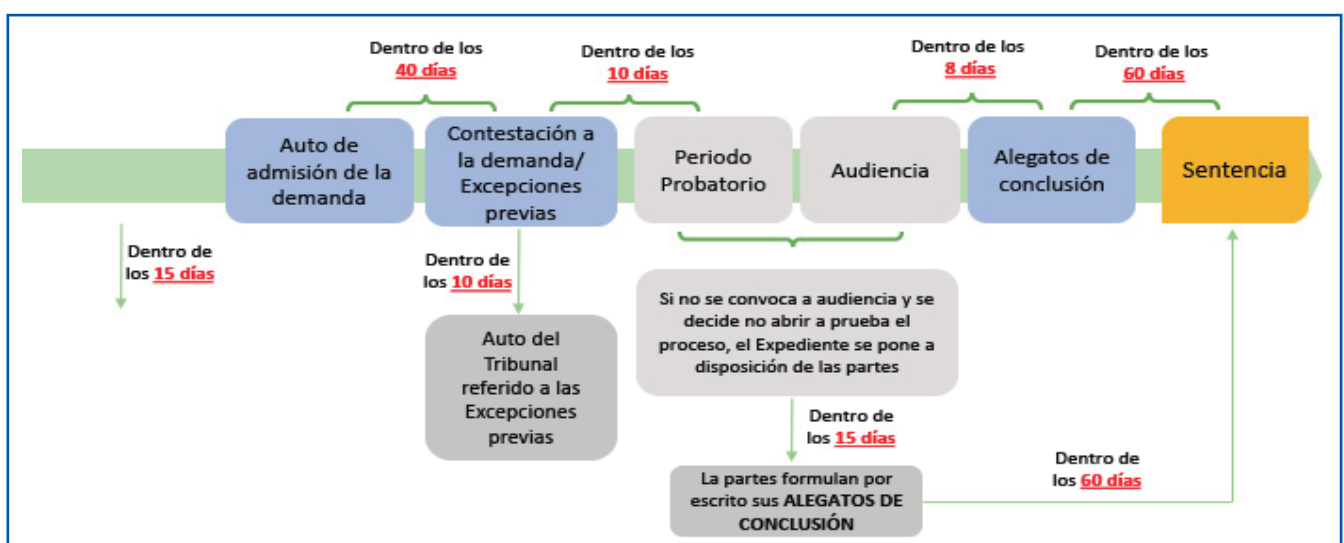 Dentro de los
40 días
Dentro de los
10 días
Dentro de los
8 días
Dentro de los
60 días
Auto de
admisión de la
demanda
Contestación a
la demanda/
Excepciones
previas
Periodo
Probatorio
Audiencia
Alegatos de
conclusión
Sentencia
Dentro de
los 15 días
Dentro de
los 10 días
Auto del
Tribunal
referido a las
Excepciones
previas
Si no se convoca a audiencia y se
decide no abrir a prueba el
proceso, el Expediente se pone a
disposición de las partes
Dentro de
los 15 días
La partes formulan por
escrito sus ALEGATOS DE
CONCLUSIÓN
Dentro de
los 60 días